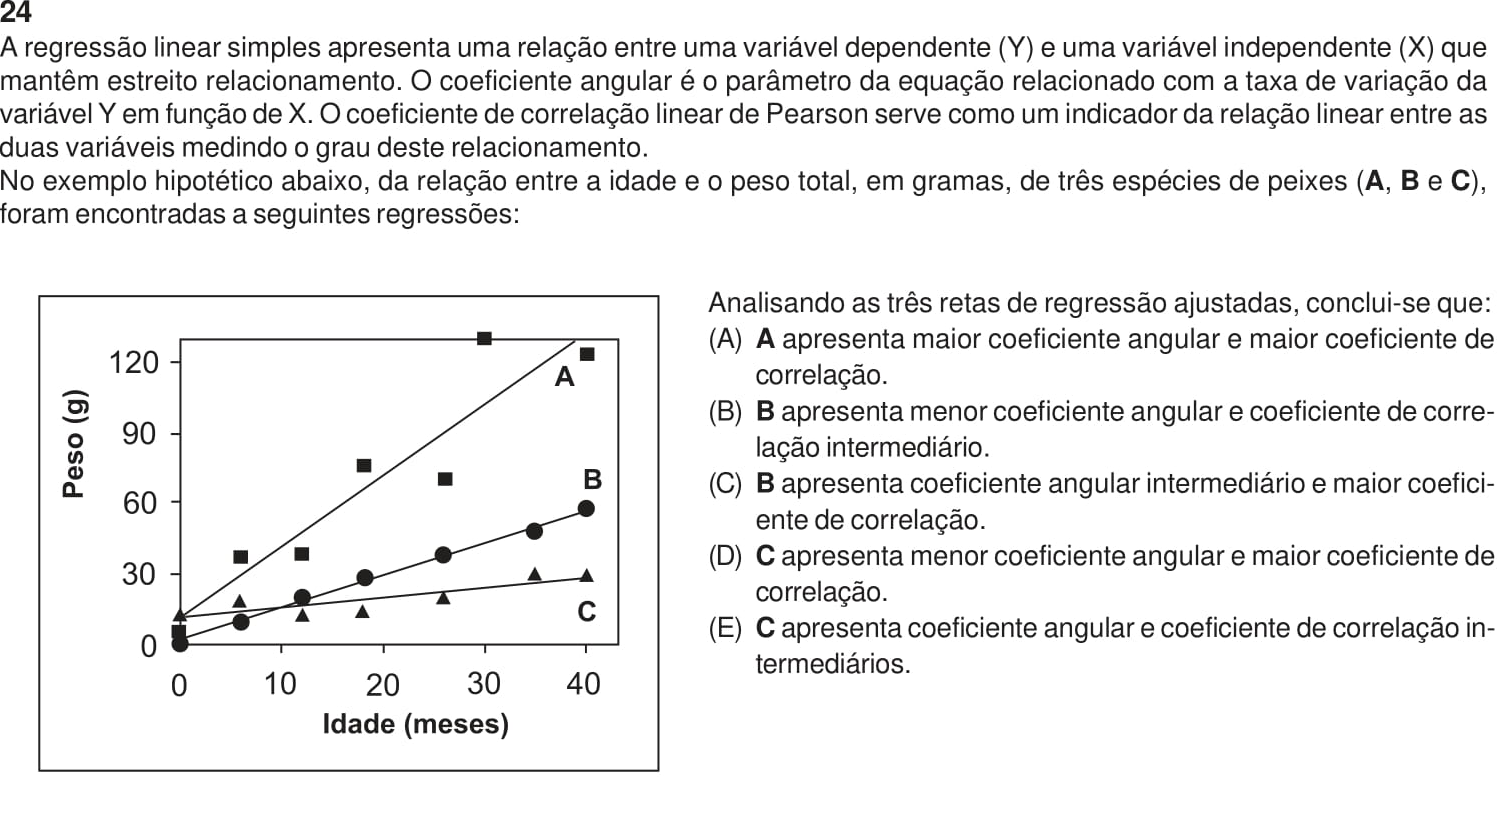 24
A regressão linear simples apresenta uma relação entre uma variável dependente (Y) e uma variável independente (X) que
mantêm estreito relacionamento. O coeficiente angular é o parâmetro da equação relacionado com a taxa de variação da
variável Y em função de X. O coeficiente de correlação linear de Pearson serve como um indicador da relação linear entre as
duas variáveis medindo o grau deste relacionamento.
No exemplo hipotético abaixo, da relação entre a idade e o peso total, em gramas, de três espécies de peixes (A, B e C),
foram encontradas a seguintes regressões:
120
90
60
30
0
Peso (g)
A
B
C
0 10 20 30 40
Idade (meses)
Analisando as três retas de regressão ajustadas, conclui-se que:
(A) A apresenta maior coeficiente angular e maior coeficiente de
correlação.
(B) B apresenta menor coeficiente angular e coeficiente de corre-
lação intermediário.
(C) B apresenta coeficiente angular intermediário e maior coefici-
ente de correlação.
(D) C apresenta menor coeficiente angular e maior coeficiente de
correlação.
(E) C apresenta coeficiente angular e coeficiente de correlação in-
termediários.